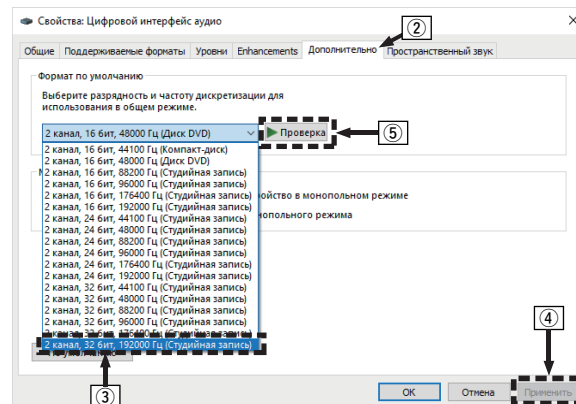 Свойства: Цифровой интерфейс аудио
②
Общие Поддерживаемые форматы Уровни Enhancements Дополнительно Пространственный звук
Формат по умолчанию
Выберите разрядность и частоту дискретизации для
использования в общем режиме.
2 канал, 16 бит, 48000 Гц (Диск DVD)
Проверка
⑤
2 канал, 16 бит, 44100 Гц (Компакт-диск)
2 канал, 16 бит, 48000 Гц (Диск DVD)
2 канал, 16 бит, 88200 Гц (Студийная запись)
2 канал, 16 бит, 96000 Гц (Студийная запись)
2 канал, 16 бит, 176400 Гц (Студийная запись)
2 канал, 16 бит, 192000 Гц (Студийная запись)
2 канал, 24 бит, 44100 Гц (Студийная запись)
2 канал, 24 бит, 48000 Гц (Студийная запись)
2 канал, 24 бит, 88200 Гц (Студийная запись)
2 канал, 24 бит, 96000 Гц (Студийная запись)
2 канал, 24 бит, 176400 Гц (Студийная запись)
2 канал, 24 бит, 192000 Гц (Студийная запись)
2 канал, 32 бит, 44100 Гц (Студийная запись)
2 канал, 32 бит, 48000 Гц (Студийная запись)
2 канал, 32 бит, 88200 Гц (Студийная запись)
2 канал, 32 бит, 96000 Гц (Студийная запись)
2 канал, 32 бит, 176400 Гц (Студийная запись)
2 канал, 32 бит, 192000 Гц (Студийная запись)
в монопольном режиме
режима
③
④
OK Отмена Применить